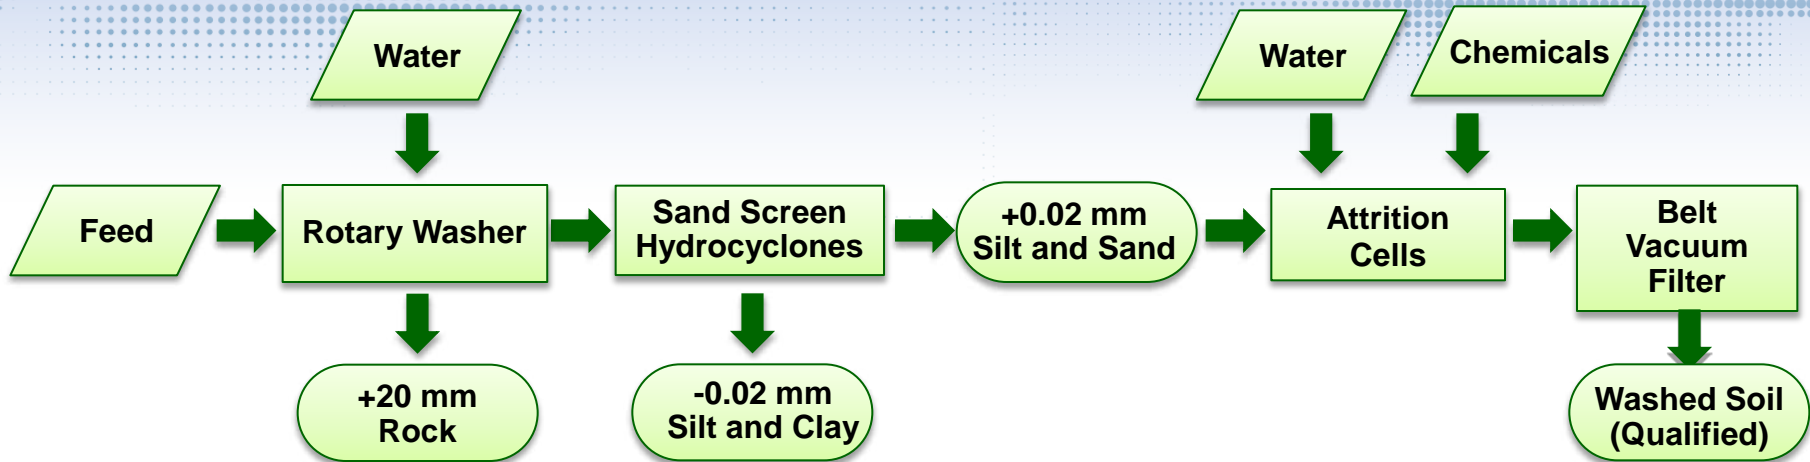 Water
Water
Chemicals
Feed
Rotary Washer
Sand Screen
Hydrocyclones
+0.02 mm
Silt and Sand
Attrition
Cells
Belt
Vacuum
Filter
+20 mm
Rock
-0.02 mm
Silt and Clay
Washed Soil
(Qualified)